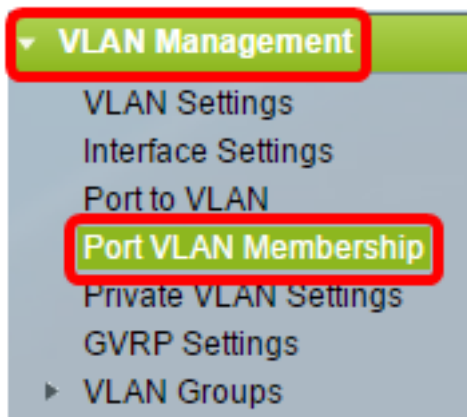 VLAN Management
VLAN Settings
Interface Settings
Port to VLAN
Port VLAN Membership
Private VLAN Settings
GVRP Settings
VLAN Groups